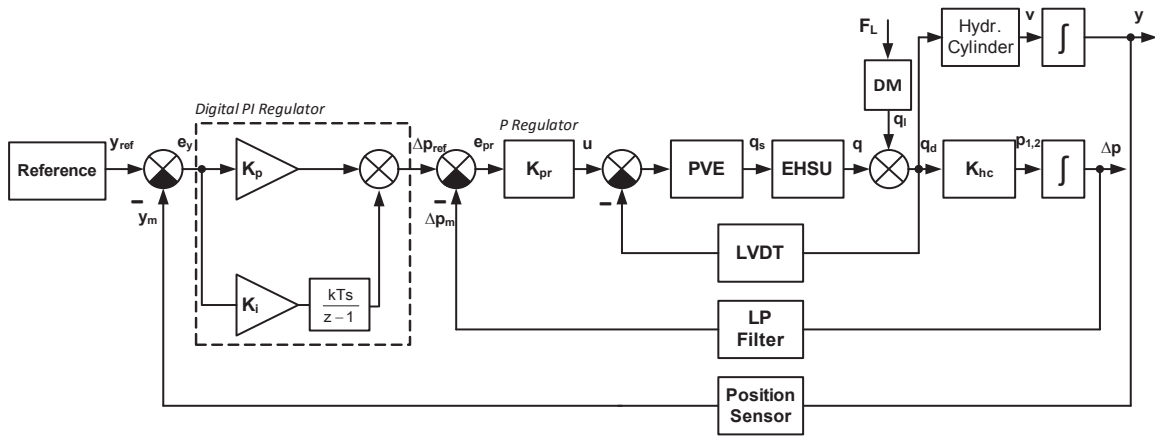 F_L
Hydr.
Cylinder
v
∫
y
DM
q_l
Digital PI Regulator
P Regulator
Reference
y_ref
e_y
K_p
Δp_ref
e_pr
K_pr
u
PVE
q_s
EHSU
q
q_d
K_hc
p_1,2
∫
Δp
y_m
Δp_m
LVDT
K_i
kTs
z − 1
LP
Filter
Position
Sensor